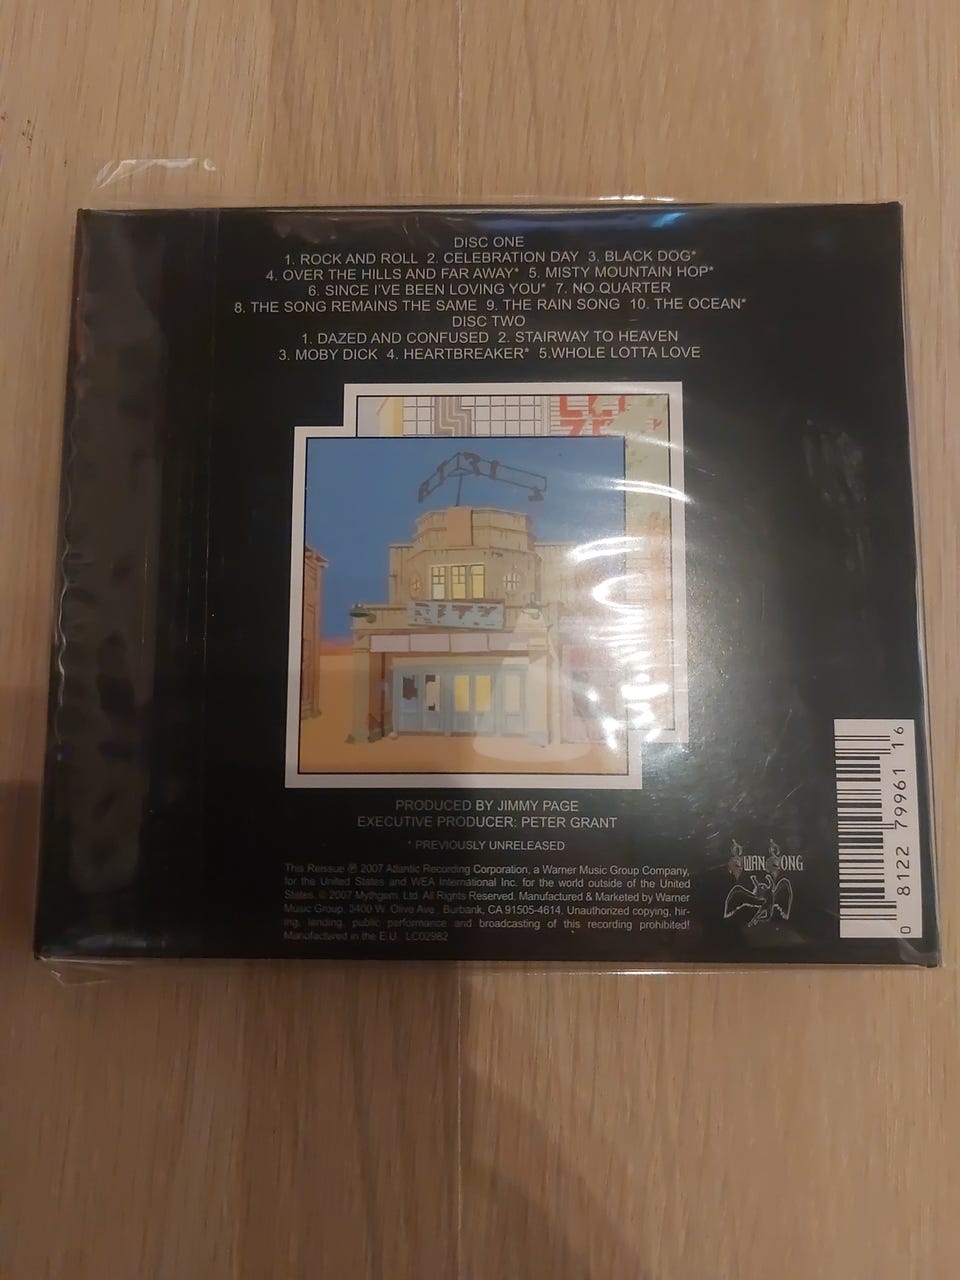 DISC ONE
1. ROCK AND ROLL 2. CELEBRATION DAY 3. BLACK DOG*
4. OVER THE HILLS AND FAR AWAY* 5. MISTY MOUNTAIN HOP*
6. SINCE I'VE BEEN LOVING YOU* 7. NO QUARTER
8. THE SONG REMAINS THE SAME 9. THE RAIN SONG 10. THE OCEAN*
DISC TWO
1. DAZED AND CONFUSED 2. STAIRWAY TO HEAVEN
3. MOBY DICK 4. HEARTBREAKER* 5.WHOLE LOTTA LOVE
RITZ
PRODUCED BY JIMMY PAGE
EXECUTIVE PRODUCER: PETER GRANT
* PREVIOUSLY UNRELEASED
This Reissue ℗ 2007 Atlantic Recording Corporation, a Warner Music Group Company,
for the United States and WEA International Inc. for the world outside of the United
States. © 2007 Mythgem, Ltd. All Rights Reserved. Manufactured & Marketed by Warner
Music Group, 3400 W. Olive Ave., Burbank, CA 91505-4614. Unauthorized copying, hir-
ing, lending, public performance and broadcasting of this recording prohibited!
Manufactured in the E.U. LC02982
SWAN SONG
0 8122 79961 16